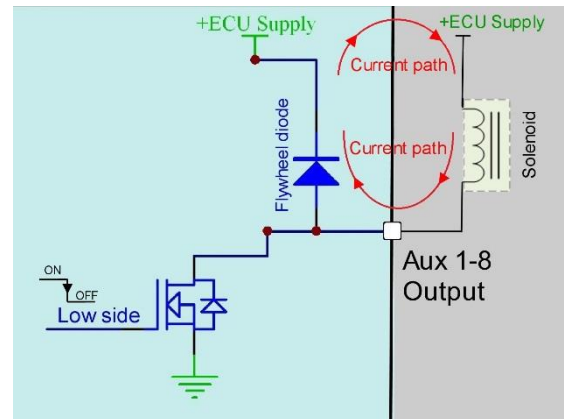 +ECU Supply
+ECU Supply
Current path
Flywheel diode
Current path
Solenoid
Aux 1-8
Output
ON
OFF
Low side